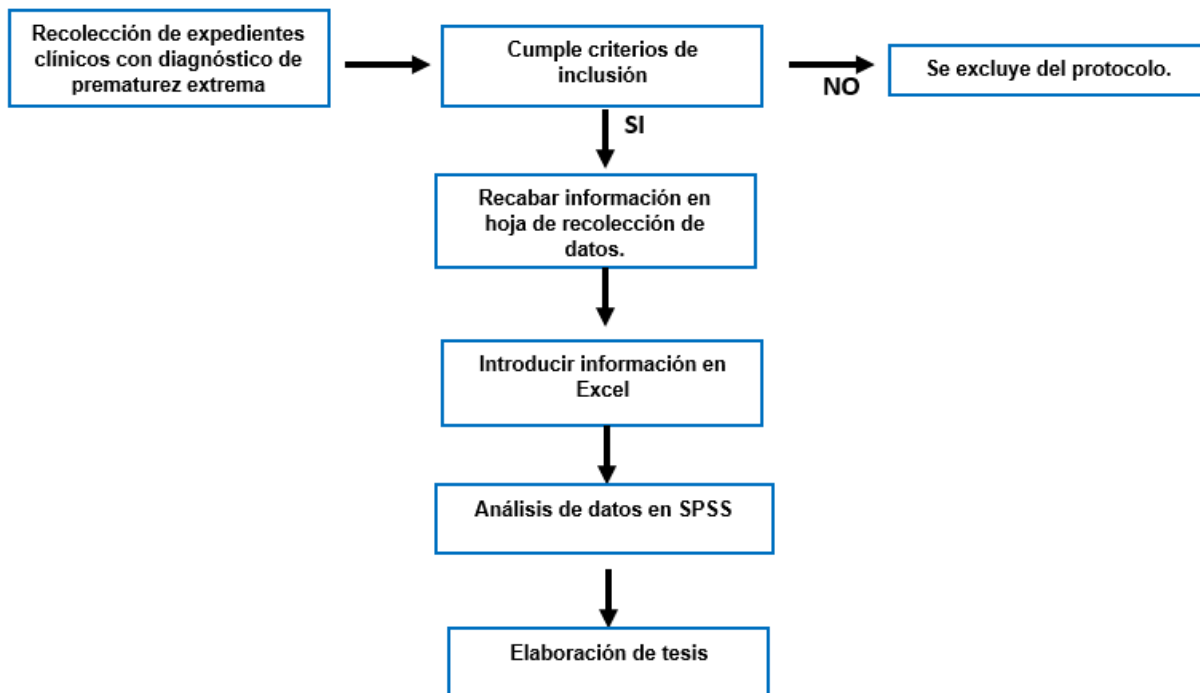 Recolección de expedientes
clínicos con diagnóstico de
prematurez extrema
Cumple criterios de
inclusión
NO
Se excluye del protocolo.
SI
Recabar información en
hoja de recolección de
datos.
Introducir información en
Excel
Análisis de datos en SPSS
Elaboración de tesis